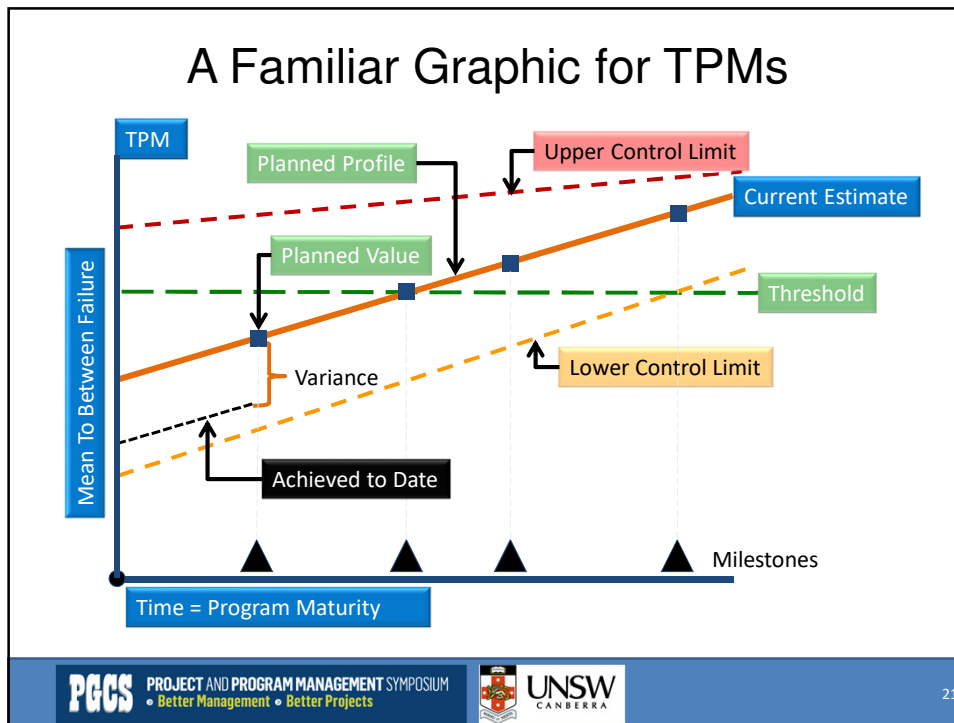 A Familiar Graphic for TPMs
TPM
Planned Profile
Upper Control Limit
Current Estimate
Planned Value
Threshold
Mean To Between Failure
Variance
Lower Control Limit
Achieved to Date
Milestones
Time = Program Maturity
PGCS PROJECT AND PROGRAM MANAGEMENT SYMPOSIUM
Better Management Better Projects
UNSW
CANBERRA
21